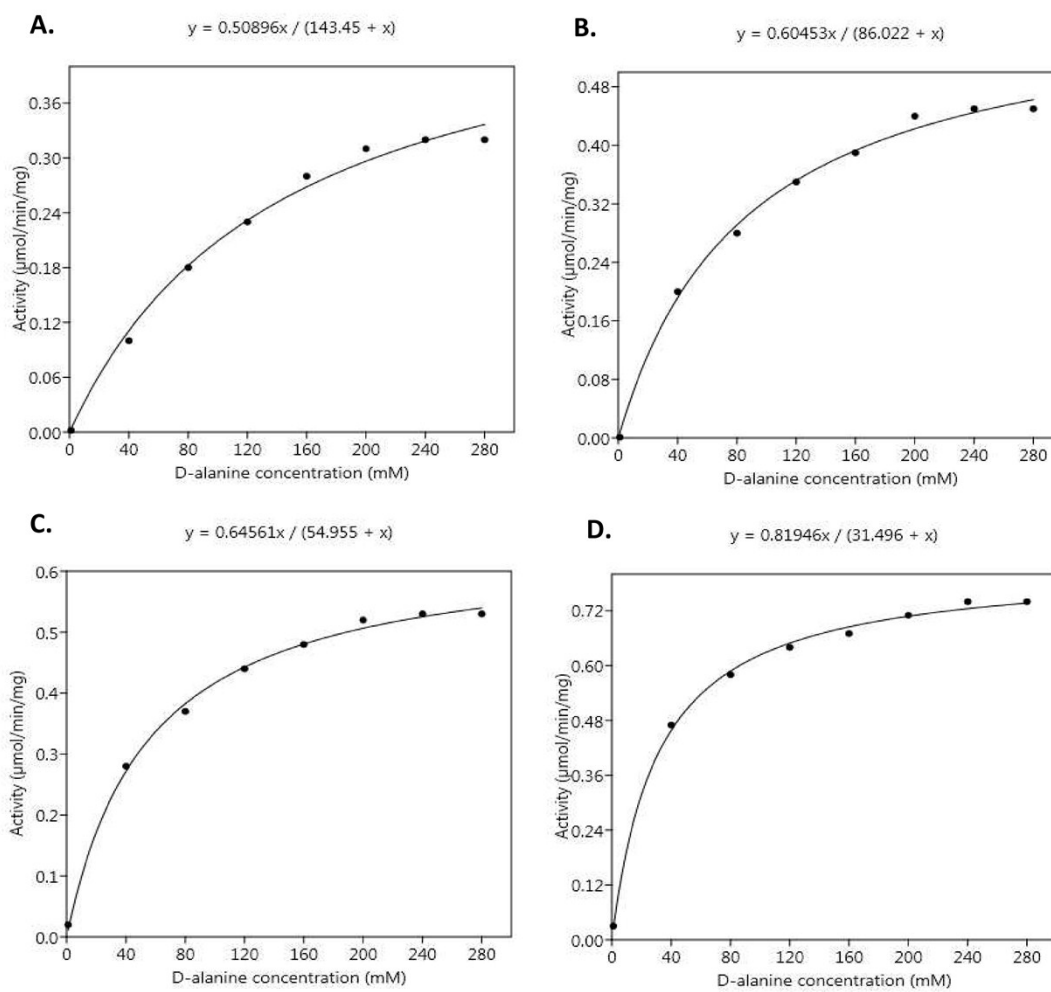 A.
y = 0.50896x / (143.45 + x)
Activity (μmol/min/mg)
0.36
0.30
0.24
0.18
0.12
0.06
0.00
0 40 80 120 160 200 240 280
D-alanine concentration (mM)
B.
y = 0.60453x / (86.022 + x)
Activity (μmol/min/mg)
0.48
0.40
0.32
0.24
0.16
0.08
0.00
0 40 80 120 160 200 240 280
D-alanine concentration (mM)
C.
y = 0.64561x / (54.955 + x)
Activity (μmol/min/mg)
0.6
0.5
0.4
0.3
0.2
0.1
0.0
0 40 80 120 160 200 240 280
D-alanine concentration (mM)
D.
y = 0.81946x / (31.496 + x)
Activity (μmol/min/mg)
0.72
0.60
0.48
0.36
0.24
0.12
0.00
0 40 80 120 160 200 240 280
D-alanine concentration (mM)